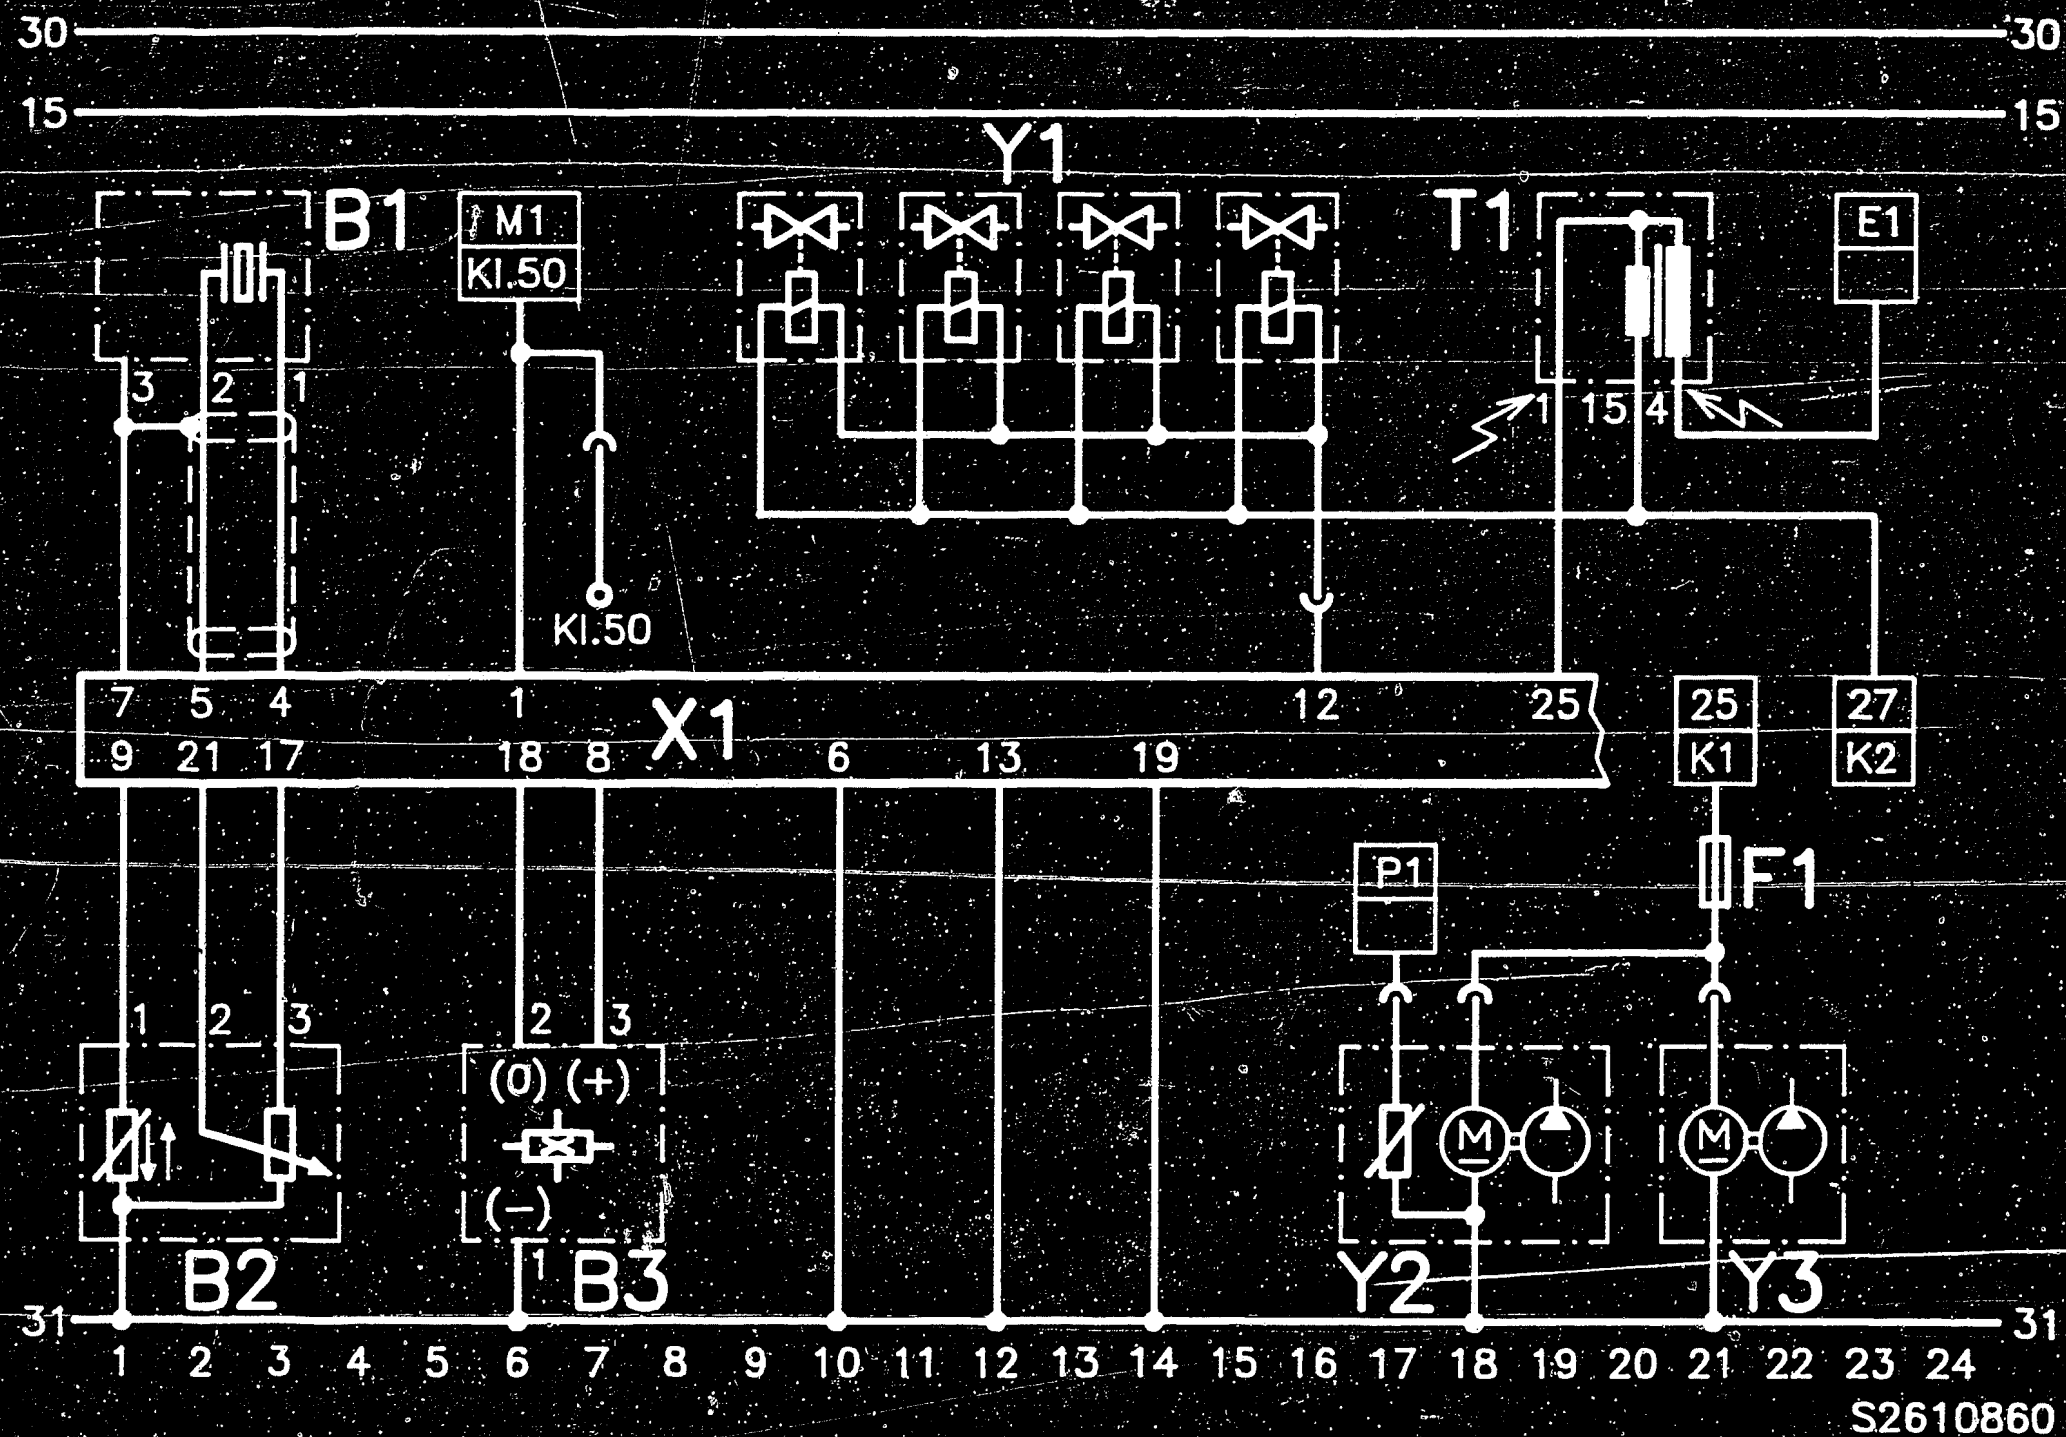 30 30
15 15
Y1
B1 M1 T1 E1
Kl.50
3 2 1 1 15 4
Kl.50
7 5 4 1 X1 12 25 25 27
9 21 17 18 8 6 13 19 K1 K2
P1 F1
1 2 3 2 3
(0) (+)
M M
(-)
B2 1 B3 Y2 Y3
31 31
1 2 3 4 5 6 7 8 9 10 11 12 13 14 15 16 17 18 19 20 21 22 23 24
S2610860